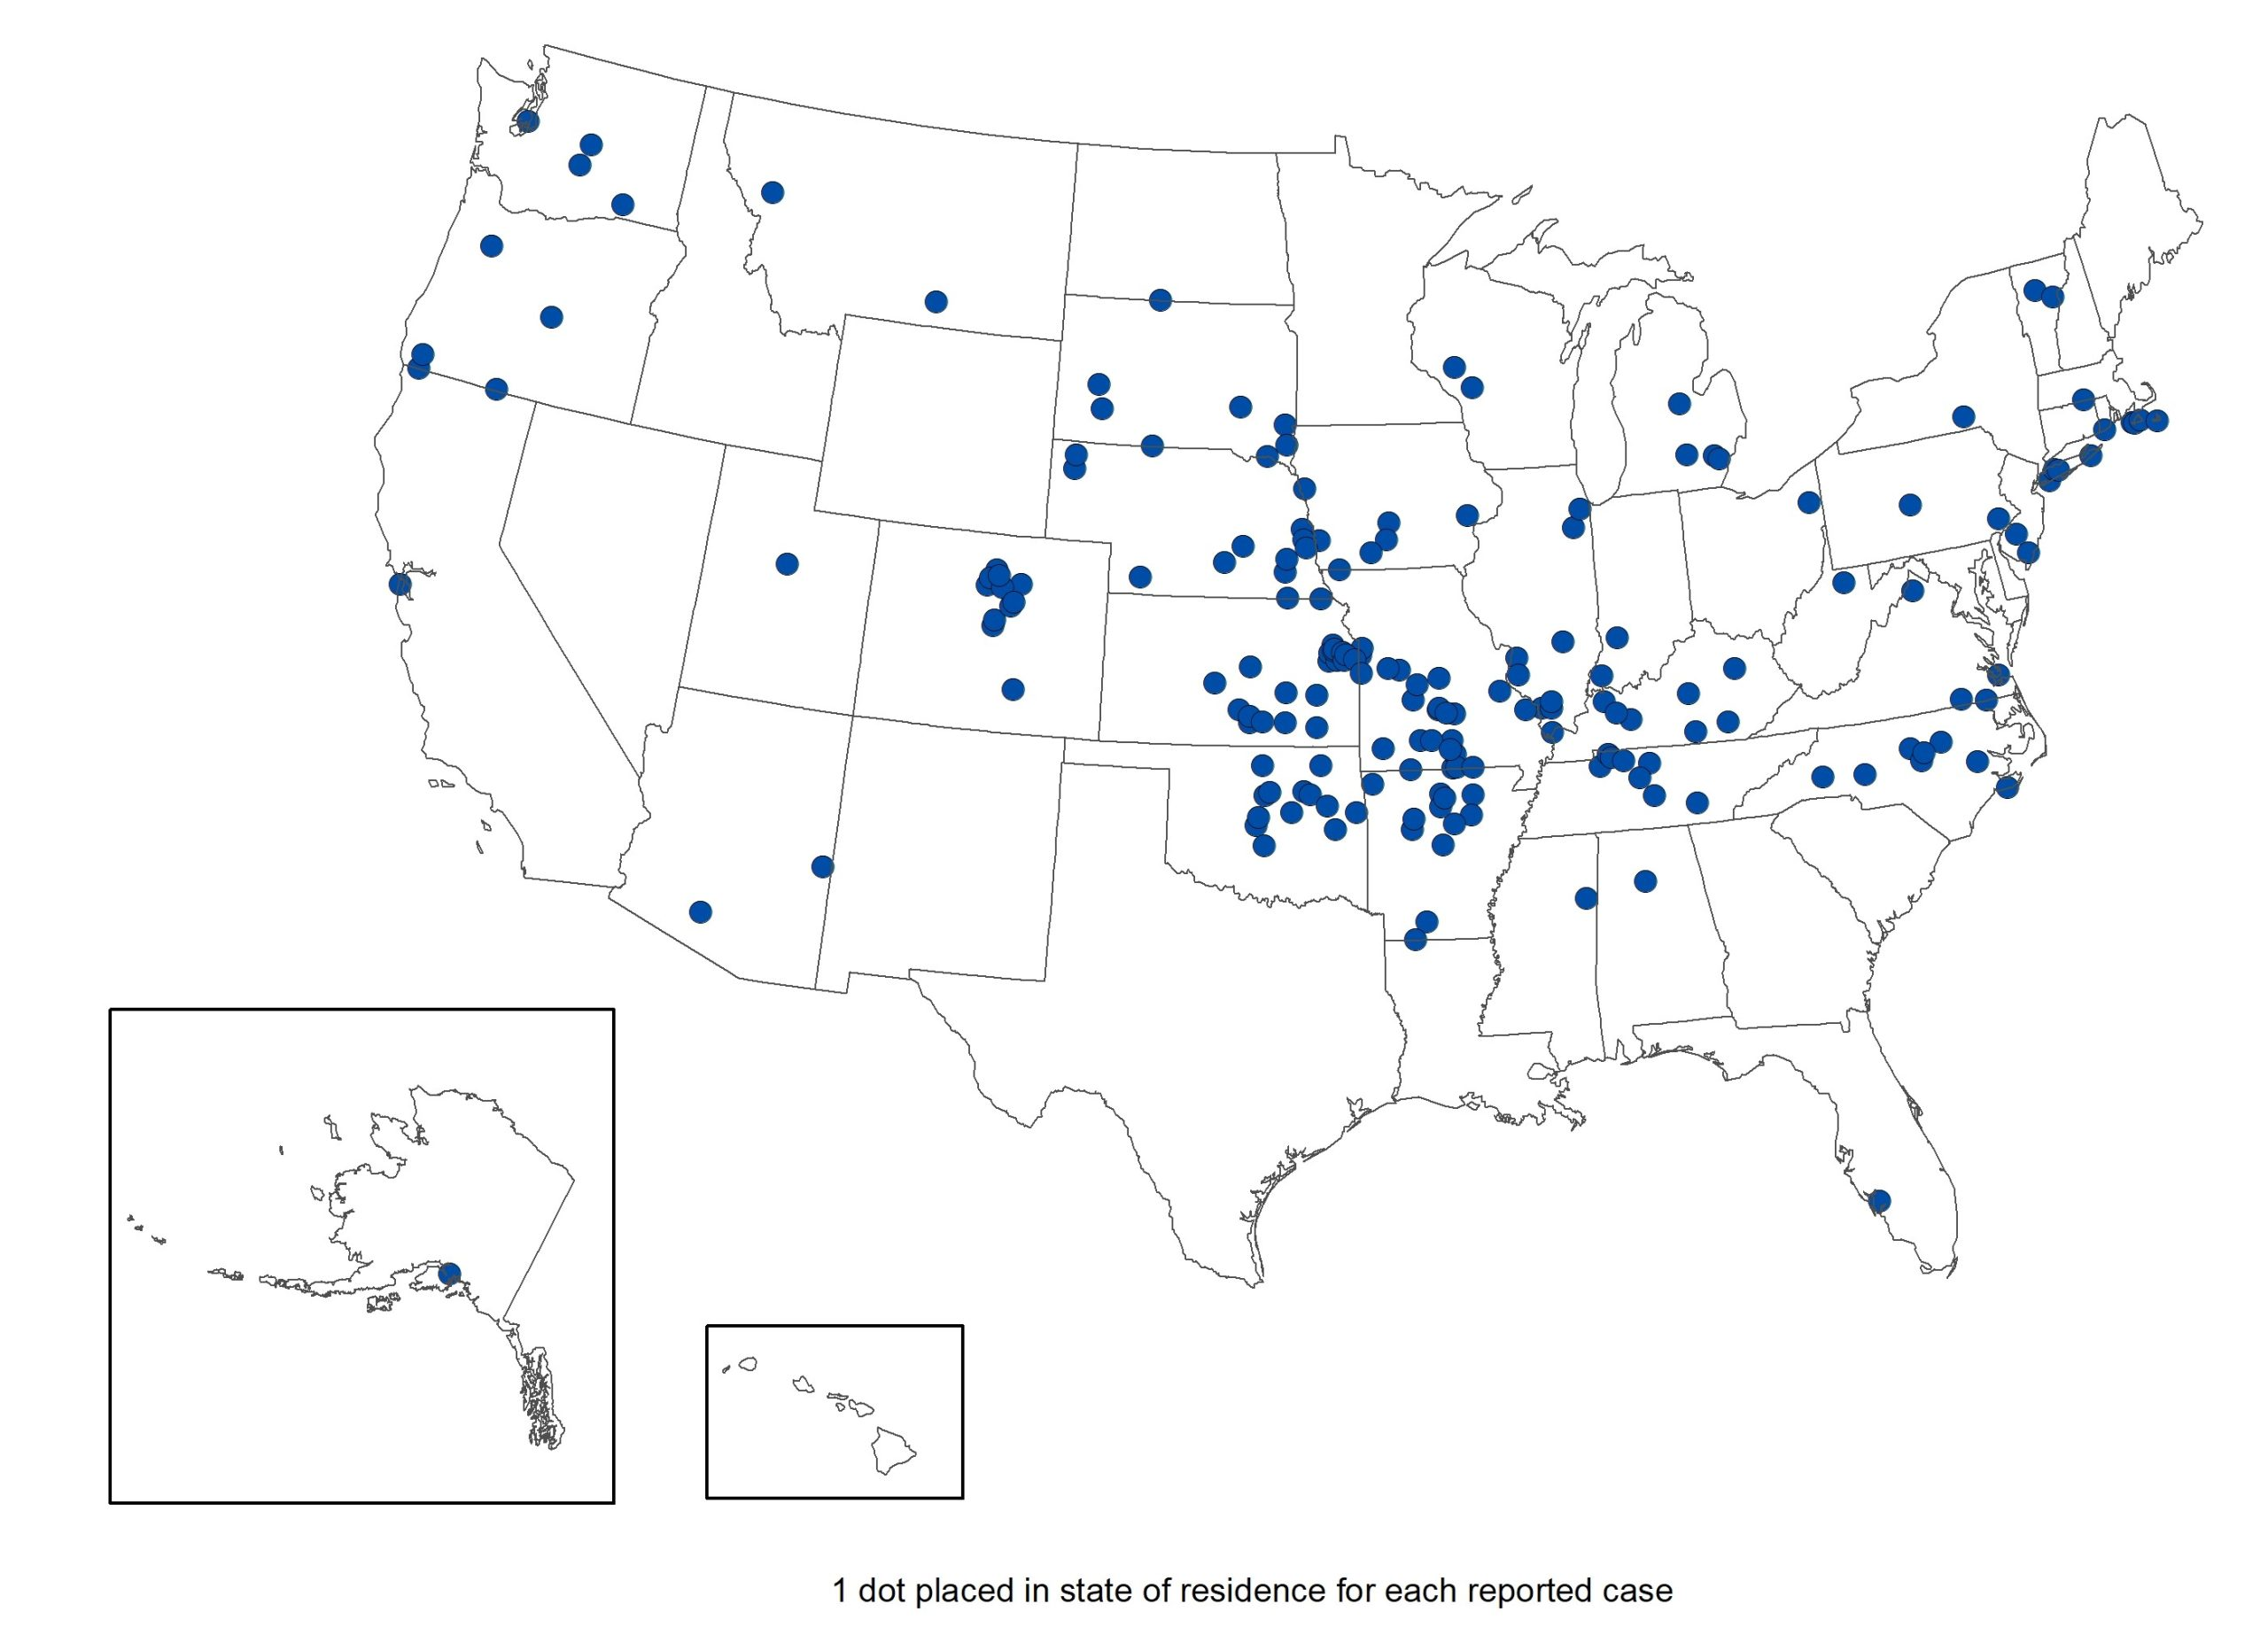 1 dot placed in state of residence for each reported case